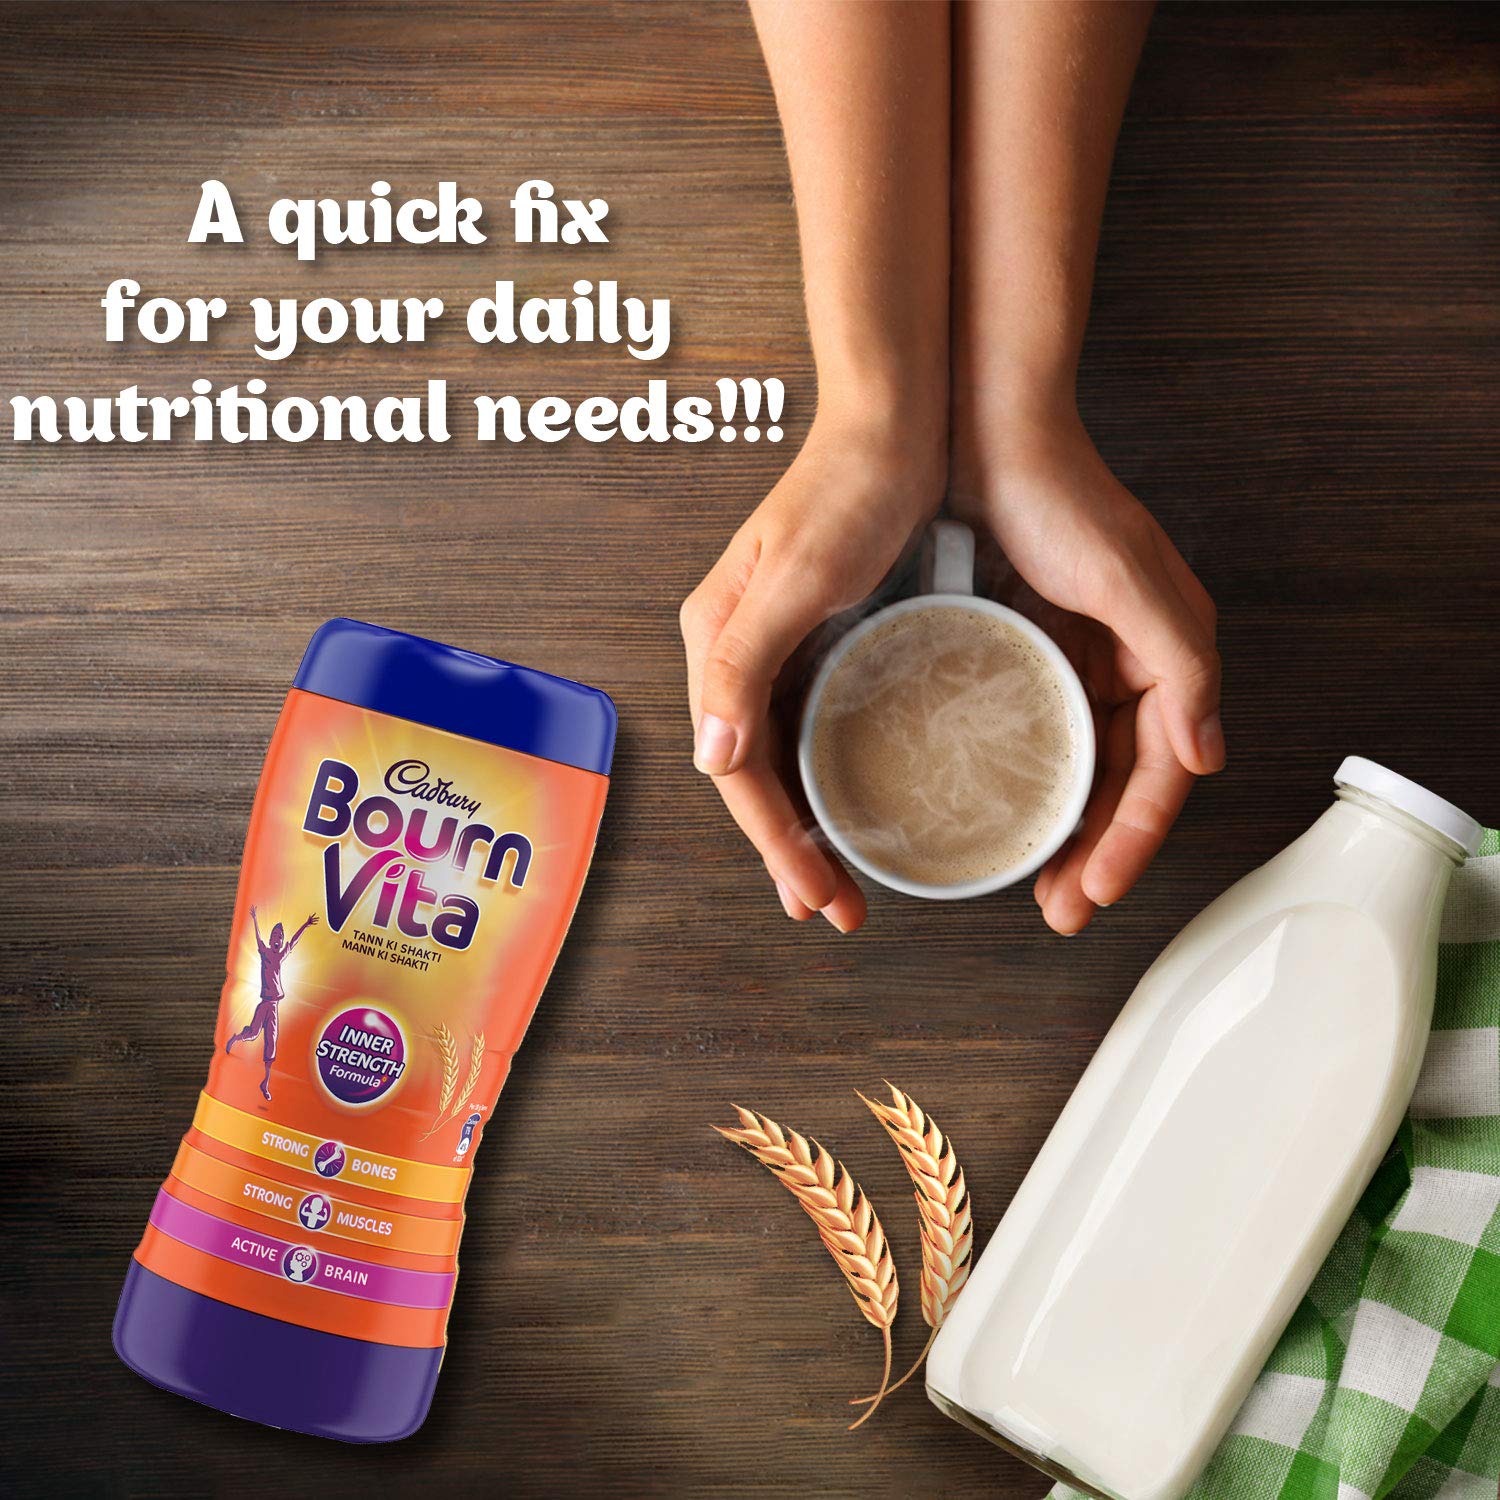 A quick fix
for your daily
nutritional needs!!!
Cadbury
Bourn
Vita
TANN KI SHAKTI
MANN KI SHAKTI
INNER
STRENGTH
Formula
STRONG BONES
STRONG MUSCLES
ACTIVE BRAIN